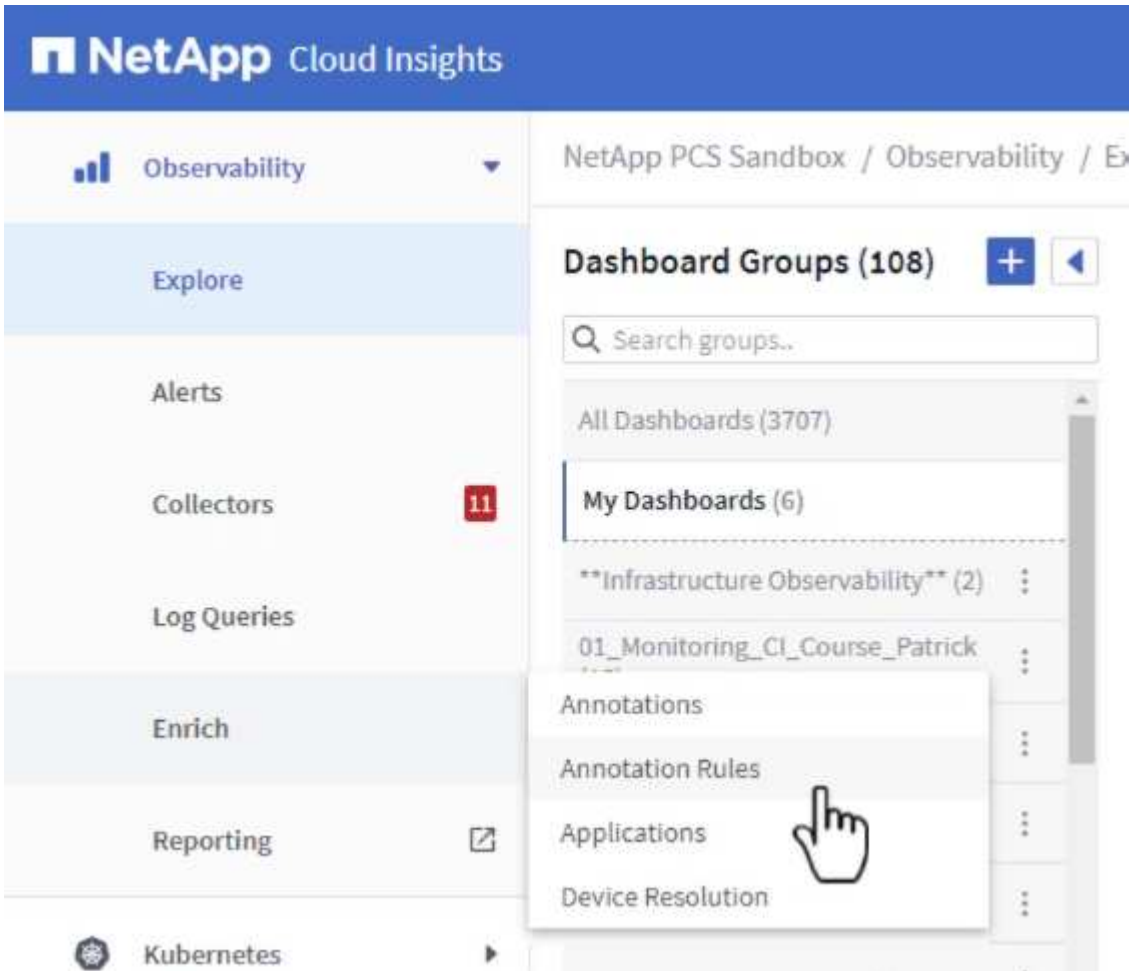 NetApp Cloud Insights
Observability
Explore
Alerts
Collectors 11
Log Queries
Enrich
Reporting
Kubernetes
NetApp PCS Sandbox / Observability /
Dashboard Groups (108)
Search groups..
All Dashboards (3707)
My Dashboards (6)
**Infrastructure Observability** (2)
01_Monitoring_CI_Course_Patrick
Annotations
Annotation Rules
Applications
Device Resolution